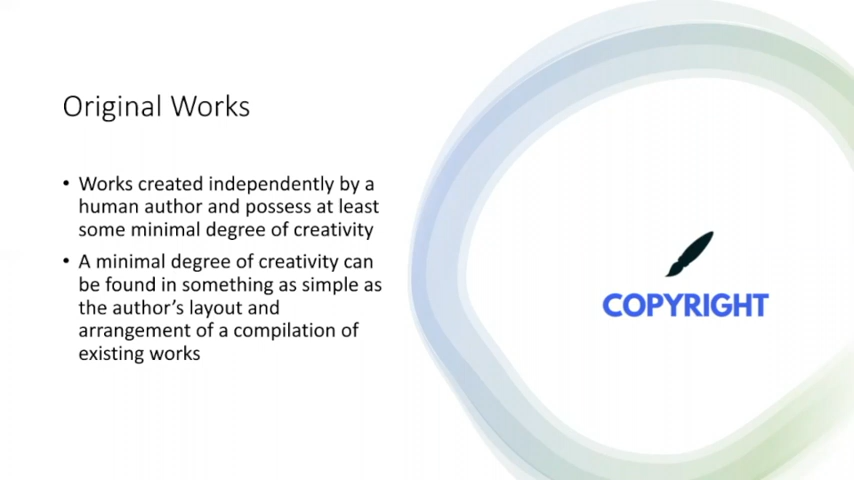 Original Works
• Works created independently by a
human author and possess at least
some minimal degree of creativity
• A minimal degree of creativity can
be found in something as simple as
the author’s layout and
arrangement of a compilation of
existing works
COPYRIGHT